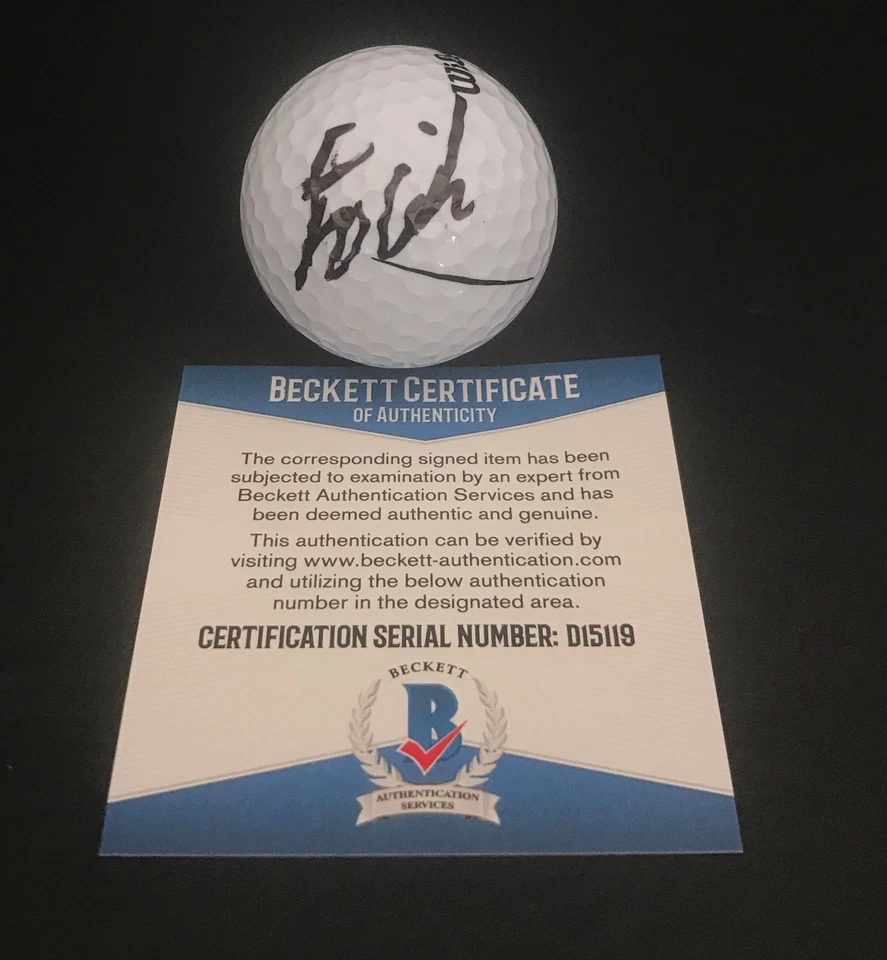 Wils
BECKETT CERTIFICATE
OF AUTHENTICITY
The corresponding signed item has been
subjected to examination by an expert from
Beckett Authentication Services and has
been deemed authentic and genuine.
This authentication can be verified by
visiting www.beckett-authentication.com
and utilizing the below authentication
number in the designated area.
CERTIFICATION SERIAL NUMBER: D15119
BECKETT
B
AUTHENTICATION
SERVICES